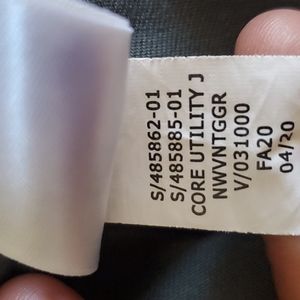 S/485862-01
S/485885-01
CORE UTILITY J
NWVNTGGR
V/031000
FA20
04/20